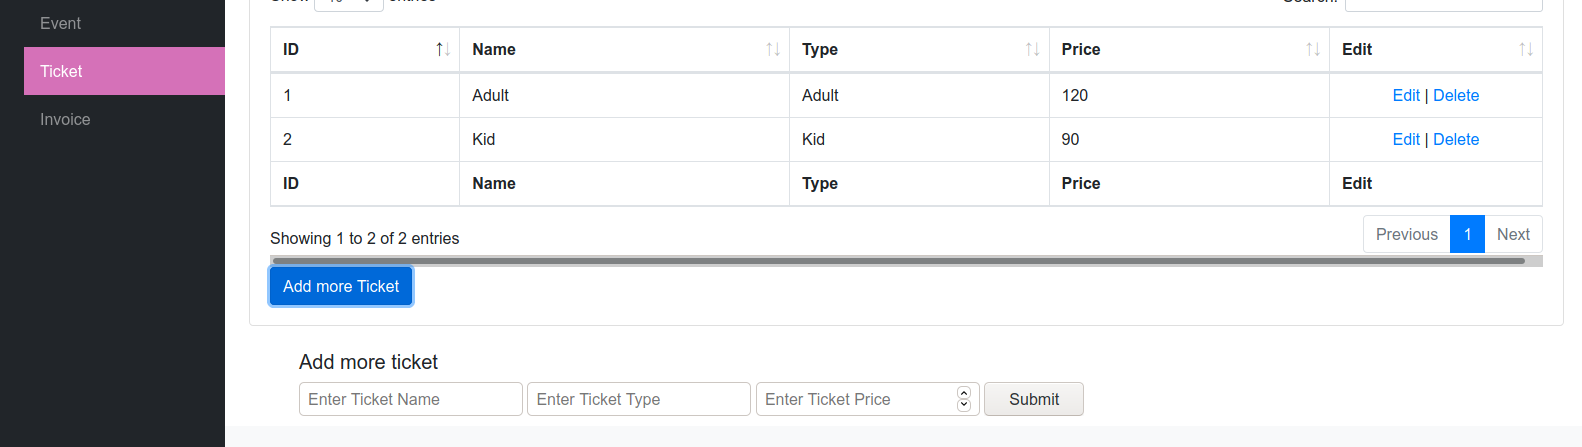 Event
Ticket
Invoice
entries
ID Name Type Price Edit
1 Adult Adult 120 Edit | Delete
2 Kid Kid 90 Edit | Delete
ID Name Type Price Edit
Showing 1 to 2 of 2 entries
Previous 1 Next
Add more Ticket
Add more ticket
Enter Ticket Name Enter Ticket Type Enter Ticket Price Submit